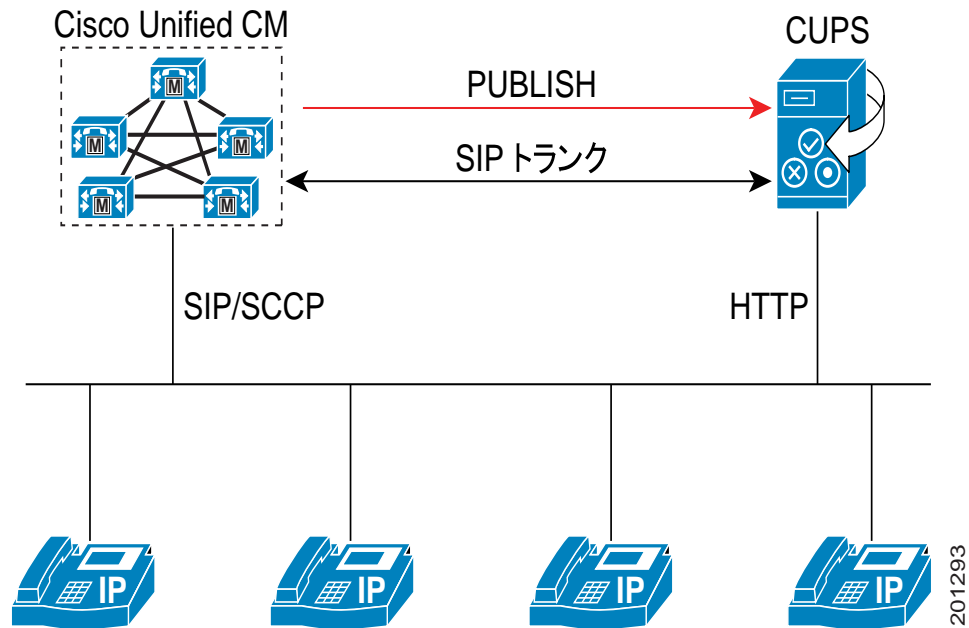 Cisco Unified CM
CUPS
PUBLISH
SIP トランク
M
M
M
M
M
SIP/SCCP
HTTP
IP
IP
IP
IP
201293